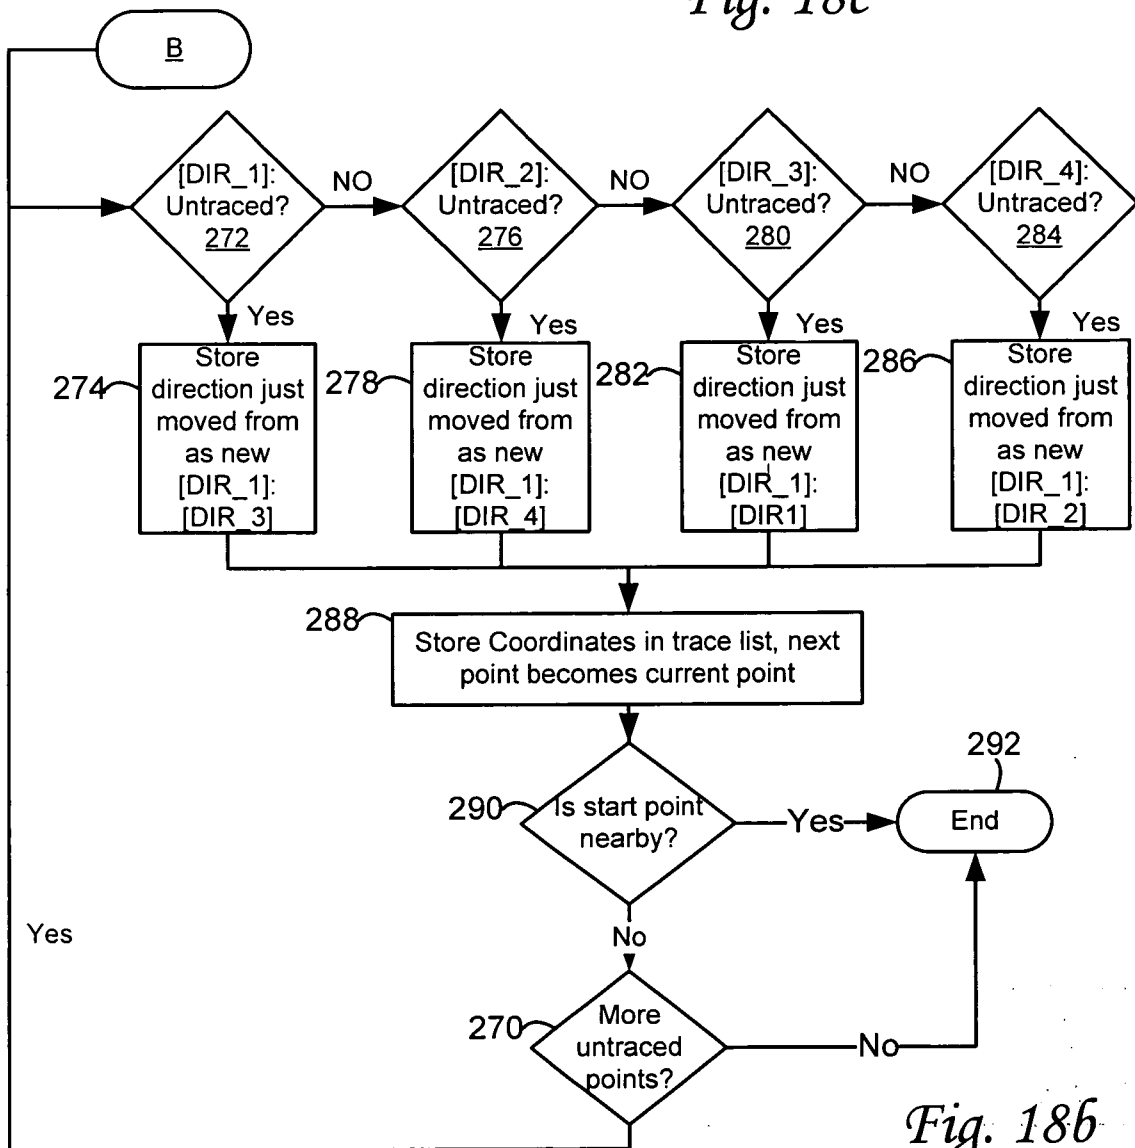 Fig. 18c
B
[DIR_1]:
Untraced?
272
NO
[DIR_2]:
Untraced?
276
NO
[DIR_3]:
Untraced?
280
NO
[DIR_4]:
Untraced?
284
Yes
Yes
Yes
Yes
274
Store
direction just
moved from
as new
[DIR_1]:
[DIR_3]
278
Store
direction just
moved from
as new
[DIR_1]:
[DIR_4]
282
Store
direction just
moved from
as new
[DIR_1]:
[DIR1]
286
Store
direction just
moved from
as new
[DIR_1]:
[DIR_2]
288
Store Coordinates in trace list, next
point becomes current point
290
Is start point
nearby?
Yes
292
End
No
Yes
270
More
untraced
points?
No
Fig. 18b